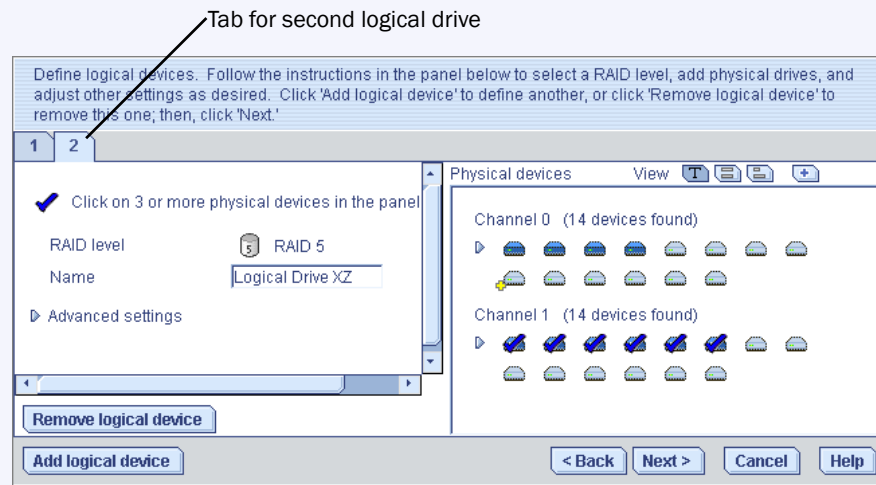 Tab for second logical drive
Define logical devices. Follow the instructions in the panel below to select a RAID level, add physical drives, and
adjust other settings as desired. Click 'Add logical device' to define another, or click 'Remove logical device' to
remove this one; then, click 'Next.'
1 2
Click on 3 or more physical devices in the panel
RAID level 5 RAID 5
Name Logical Drive XZ
Advanced settings
Remove logical device
Physical devices View T
Channel 0 (14 devices found)
Channel 1 (14 devices found)
Add logical device < Back Next > Cancel Help